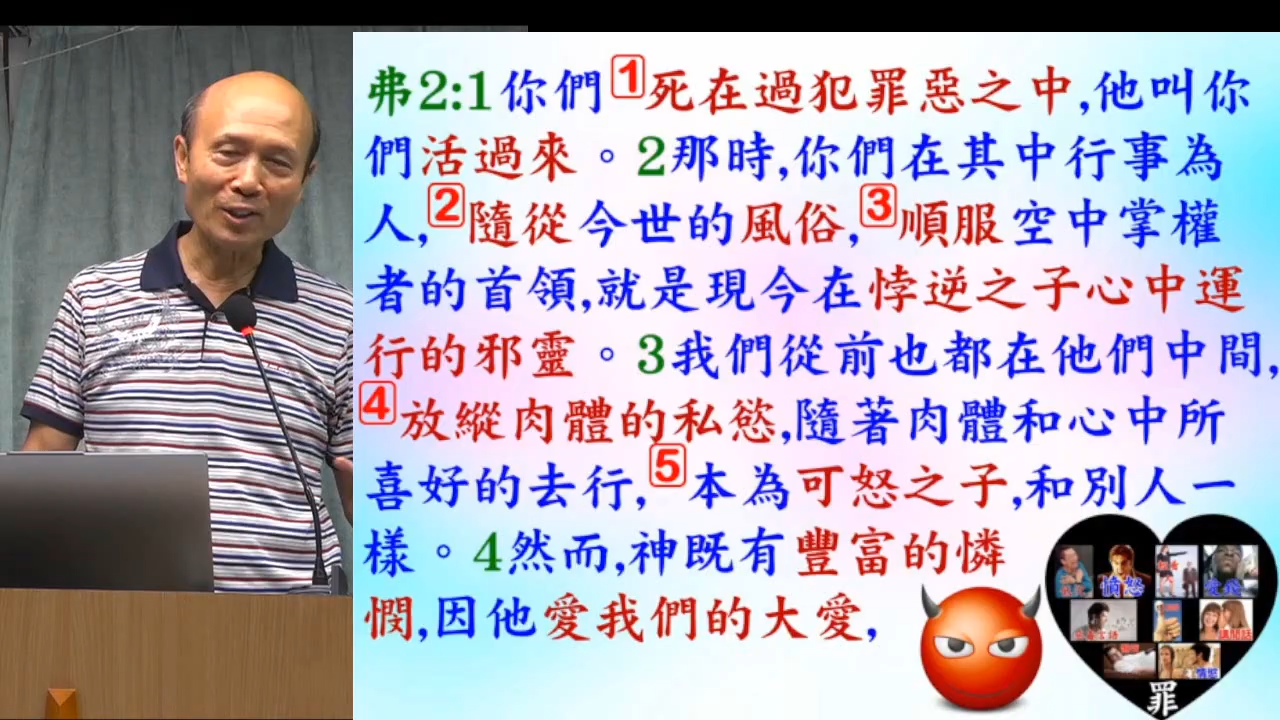 弗2:1你們1死在過犯罪惡之中,他叫你
們活過來。2那時,你們在其中行事為
人,2隨從今世的風俗,3順服空中掌權
者的首領,就是現今在悖逆之子心中運
行的邪靈。3我們從前也都在他們中間,
4放縱肉體的私慾,隨著肉體和心中所
喜好的去行,5本為可怒之子,和別人一
樣。4然而,神既有豐富的憐
憫,因他愛我們的大愛,
憤怒
講閒話
情慾
罪